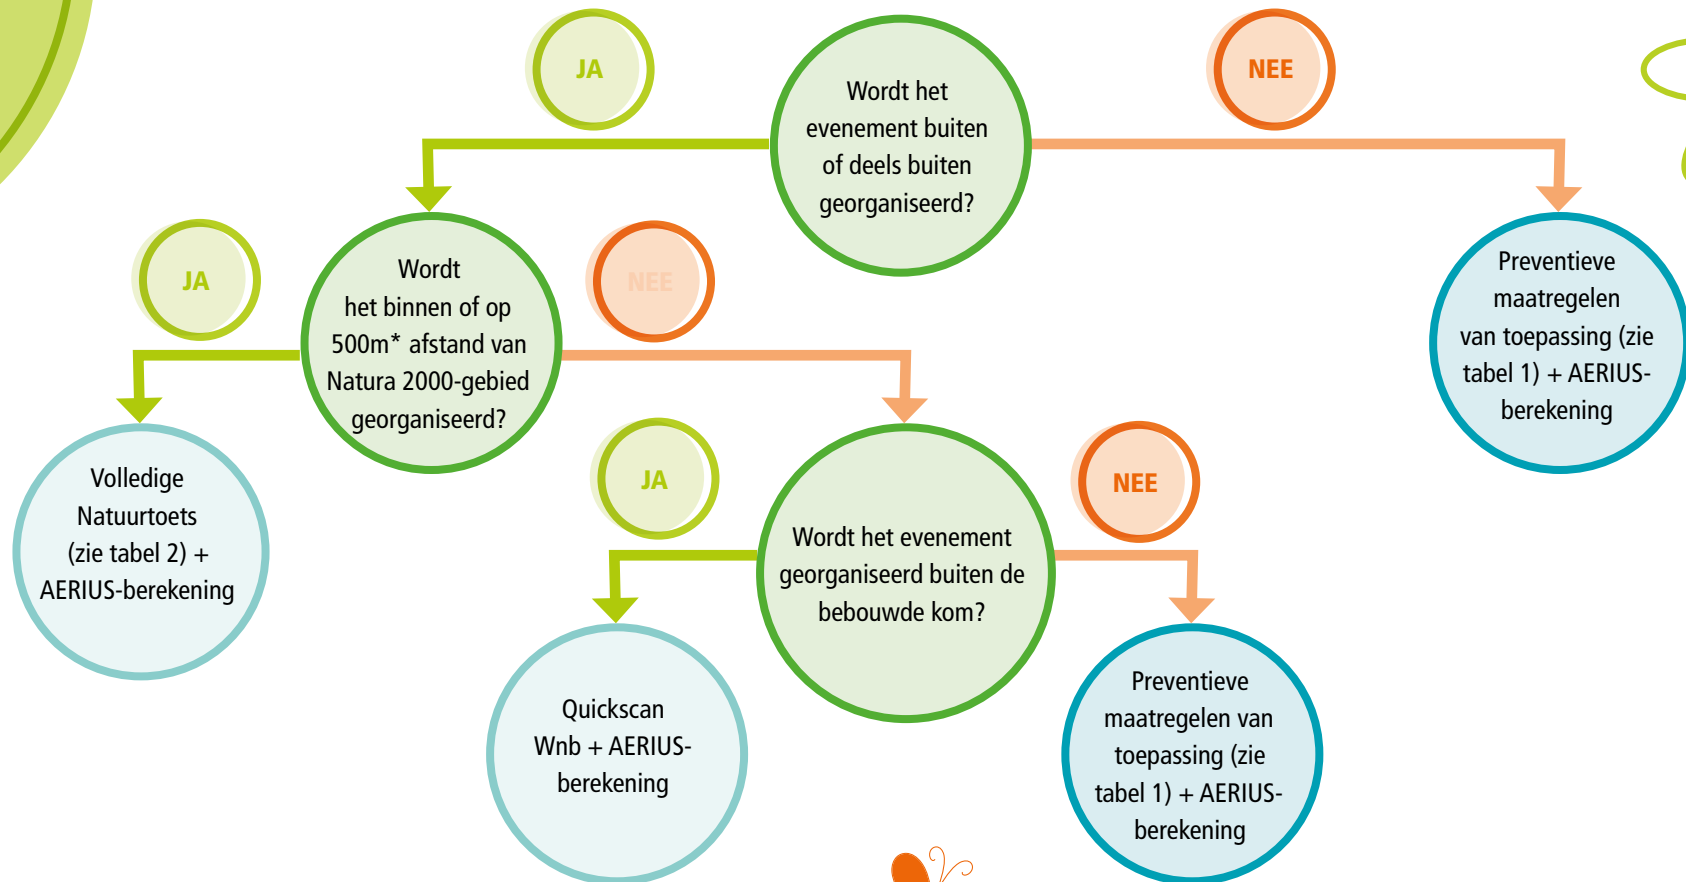 JA
NEE
Wordt het
evenement buiten
of deels buiten
georganiseerd?
JA
Wordt
het binnen of op
500m* afstand van
Natura 2000-gebied
georganiseerd?
NEE
Preventieve
maatregelen
van toepassing (zie
tabel 1) + AERIUS-
berekening
Volledige
Natuurtoets
(zie tabel 2) +
AERIUS-berekening
JA
Wordt het evenement
georganiseerd buiten de
bebouwde kom?
NEE
Quickscan
Wnb + AERIUS-
berekening
Preventieve
maatregelen van
toepassing (zie
tabel 1) + AERIUS-
berekening